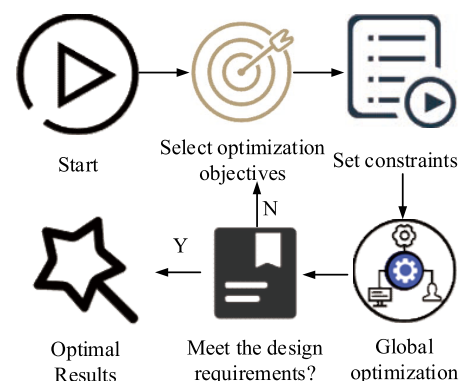 Start
Select optimization
objectives
Set constraints
N
Y
Optimal
Results
Meet the design
requirements?
Global
optimization